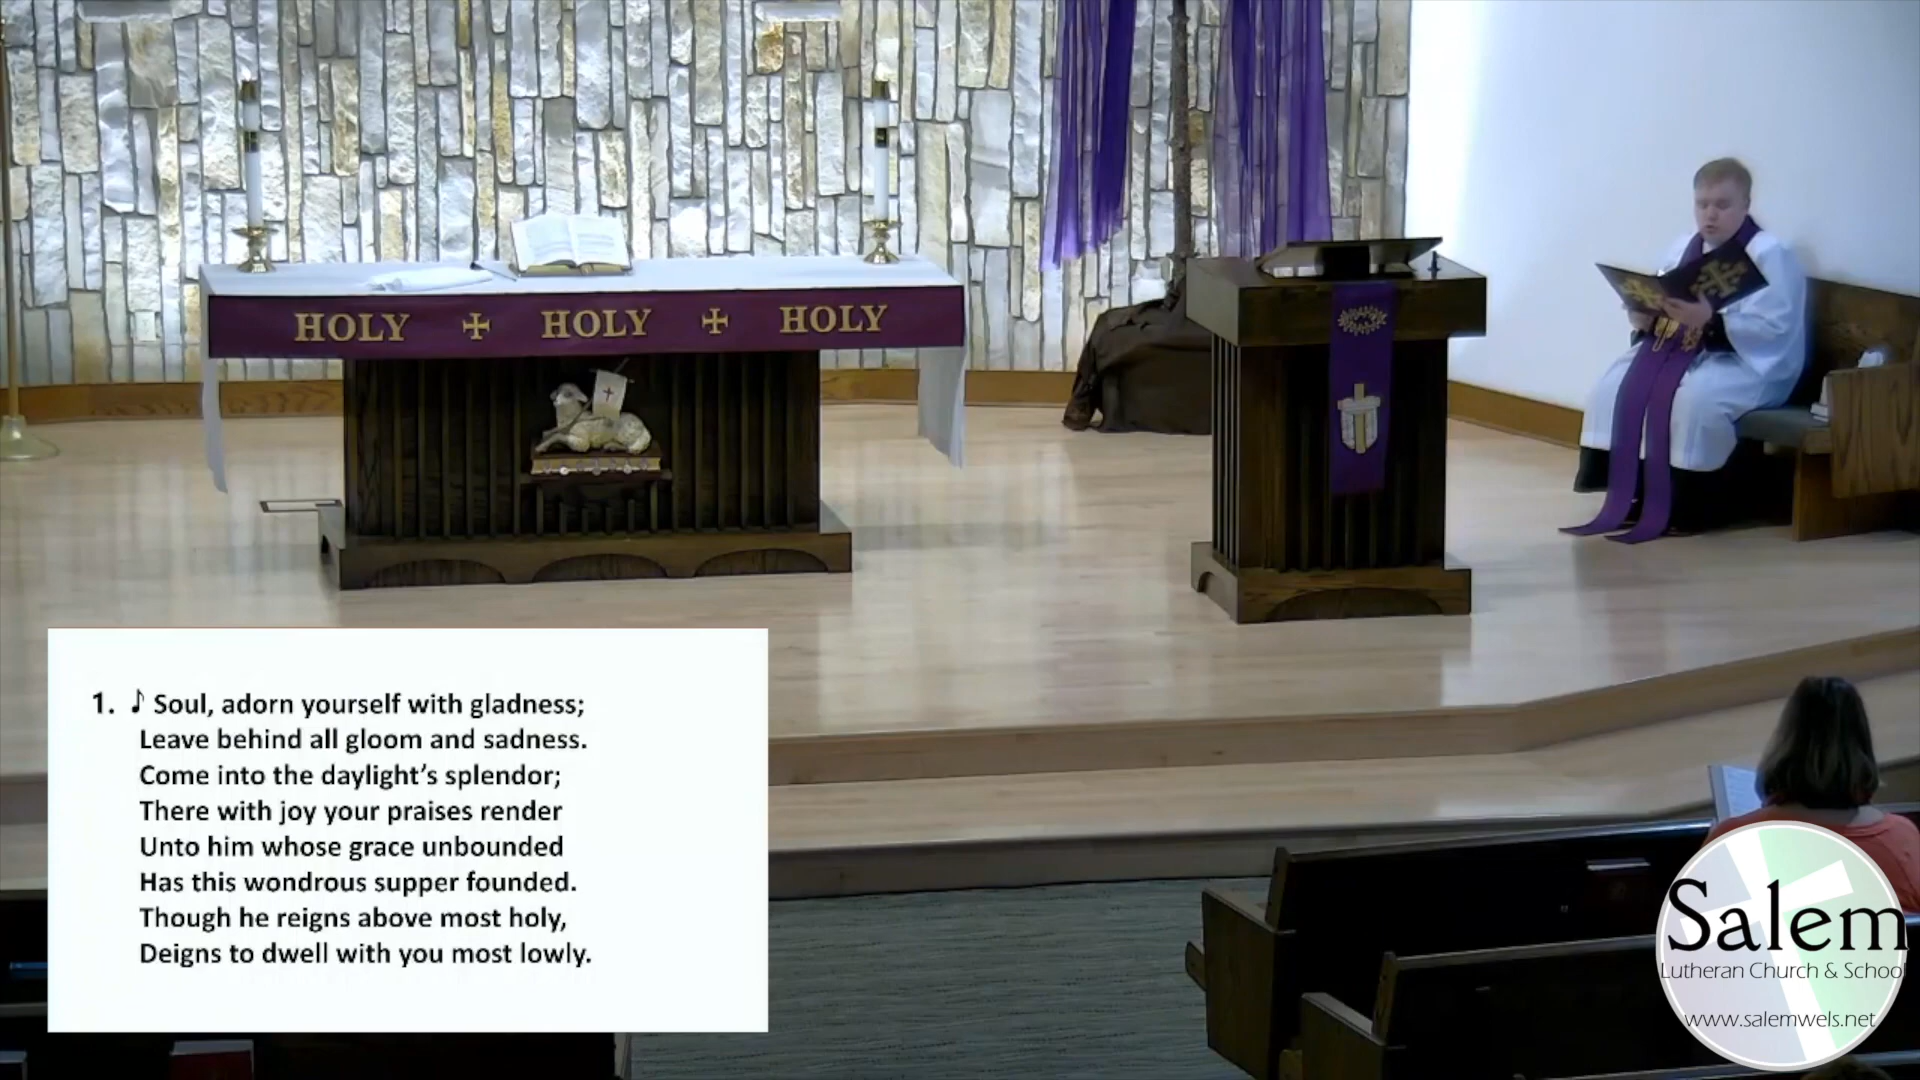 HOLY ✠ HOLY ✠ HOLY
1. ♪ Soul, adorn yourself with gladness;
Leave behind all gloom and sadness.
Come into the daylight’s splendor;
There with joy your praises render
Unto him whose grace unbounded
Has this wondrous supper founded.
Though he reigns above most holy,
Deigns to dwell with you most lowly.
Salem
Lutheran Church & School
www.salemwels.net